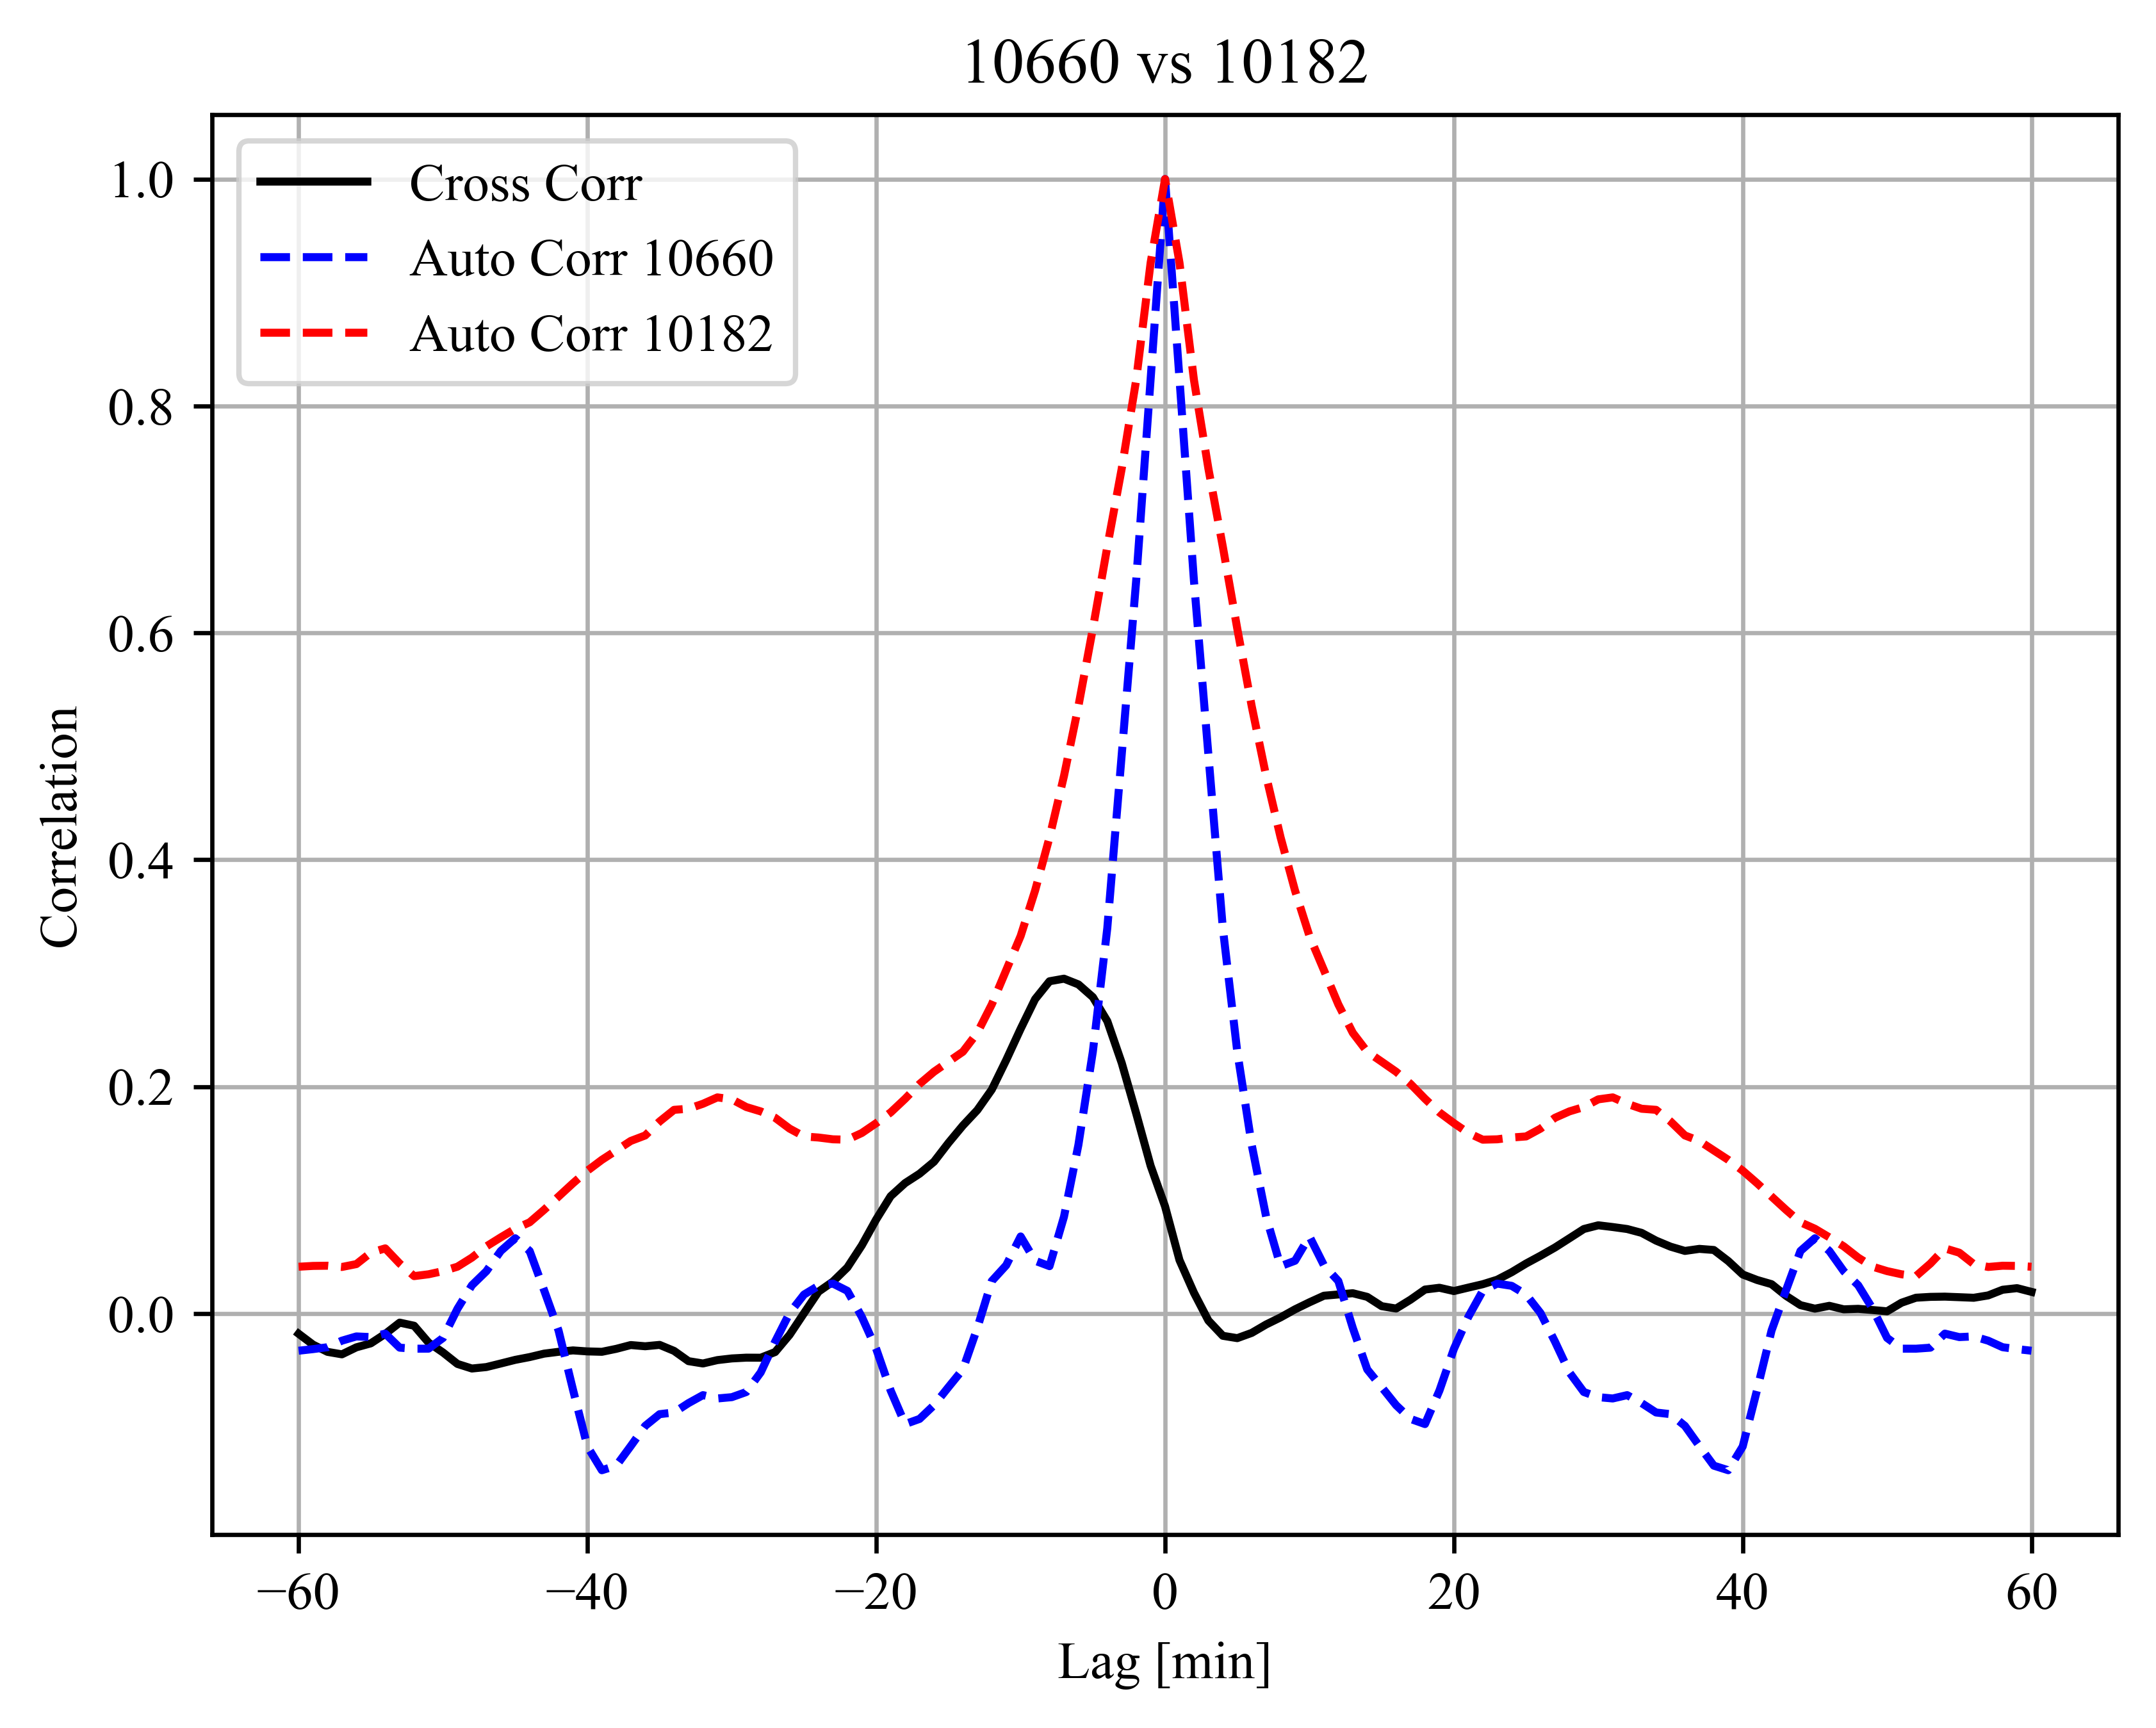 10660 vs 10182
Cross Corr
Auto Corr 10660
Auto Corr 10182
1.0
0.8
0.6
0.4
0.2
0.0
Correlation
−60 −40 −20 0 20 40 60
Lag [min]